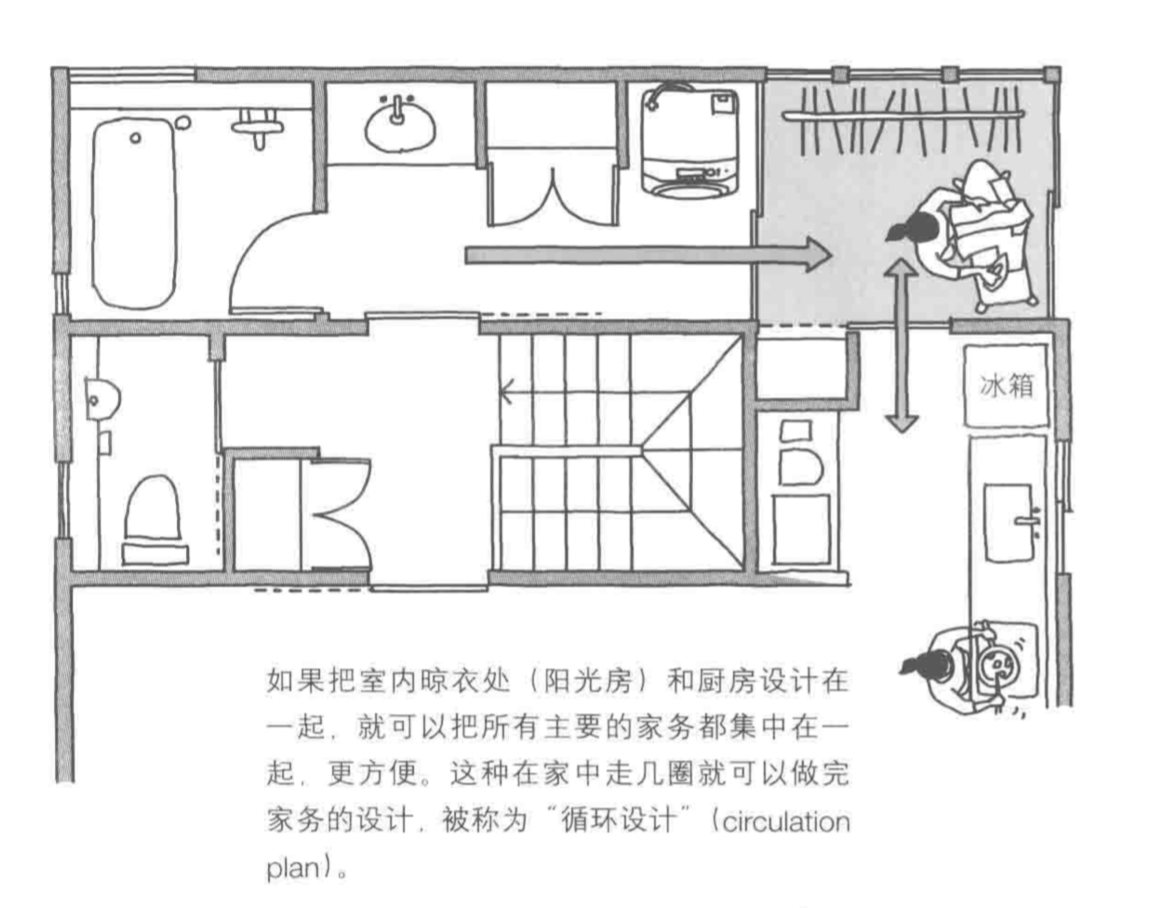 冰箱
如果把室内晾衣处（阳光房）和厨房设计在
一起，就可以把所有主要的家务都集中在一
起，更方便。这种在家中走几圈就可以做完
家务的设计，被称为“循环设计”（circulation
plan）。